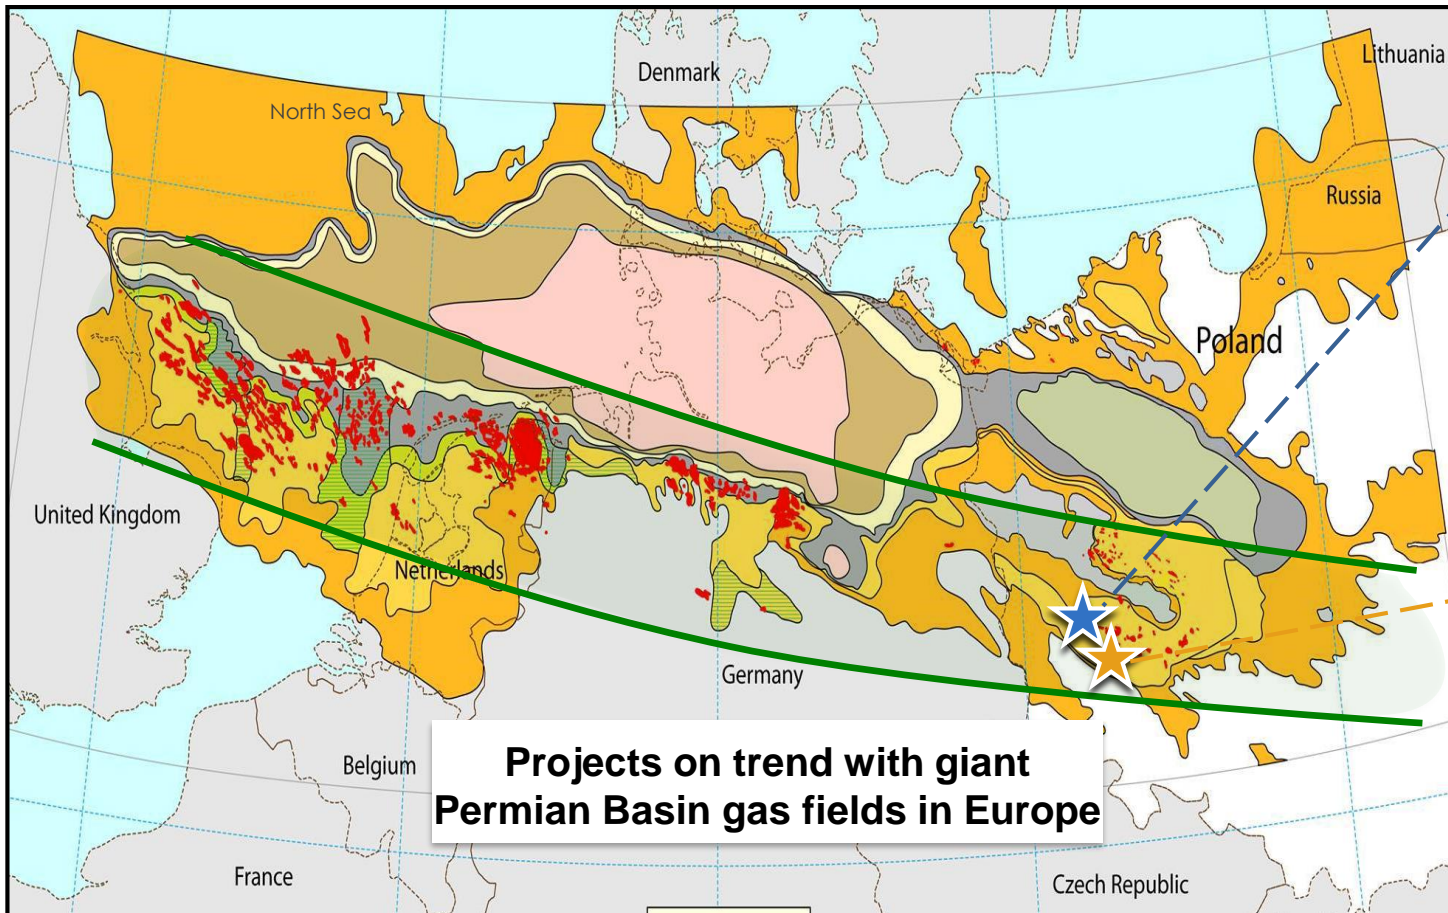 Lithuania
Denmark
North Sea
Russia
Poland
United Kingdom
Netherlands
Germany
Projects on trend with giant
Permian Basin gas fields in Europe
Belgium
France
Czech Republic